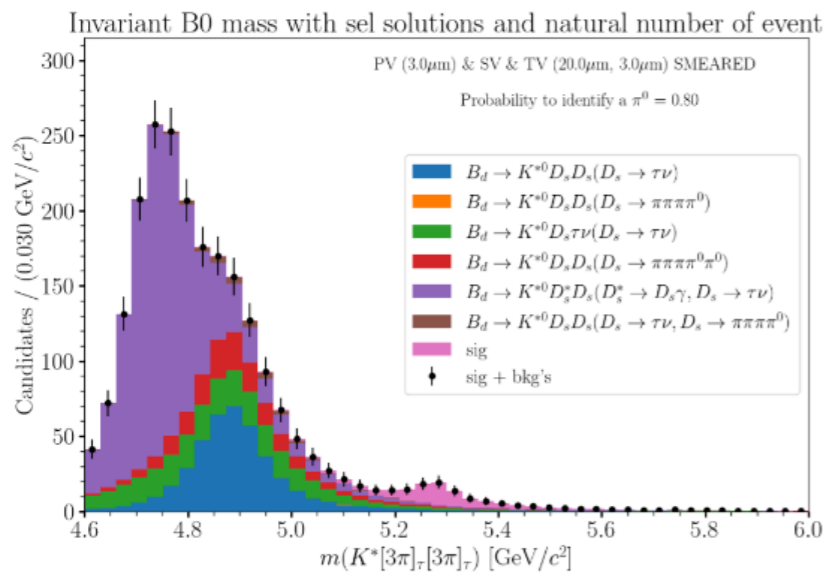 Invariant B0 mass with sel solutions and natural number of event
PV (3.0μm) & SV & TV (20.0μm, 3.0μm) SMEARED
Probability to identify a π⁰ = 0.80
B_d → K*⁰D_sD_s(D_s → τν)
B_d → K*⁰D_sD_s(D_s → ππππ⁰)
B_d → K*⁰D_sτν(D_s → τν)
B_d → K*⁰D_sD_s(D_s → ππππ⁰π⁰)
B_d → K*⁰D_s*D_s(D_s* → D_sγ, D_s → τν)
B_d → K*⁰D_sD_s(D_s → τν, D_s → ππππ⁰)
sig
sig + bkg's
Candidates / (0.030 GeV/c²)
300
250
200
150
100
50
0
4.6 4.8 5.0 5.2 5.4 5.6 5.8 6.0
m(K*[3π]_τ[3π]_τ) [GeV/c²]